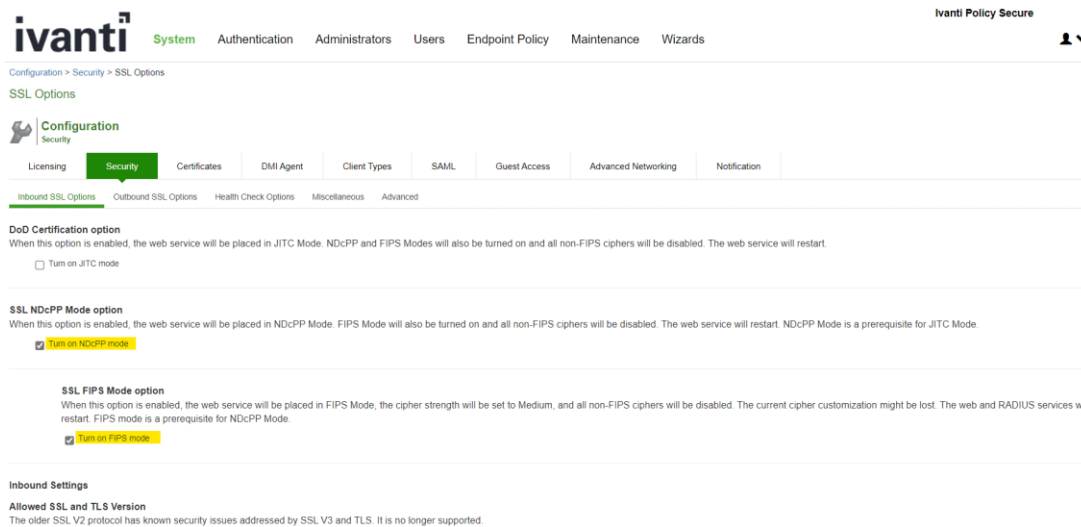 Ivanti Policy Secure
ivanti
System Authentication Administrators Users Endpoint Policy Maintenance Wizards
Configuration > Security > SSL Options
SSL Options
Configuration
Security
Licensing Security Certificates DMI Agent Client Types SAML Guest Access Advanced Networking Notification
Inbound SSL Options Outbound SSL Options Health Check Options Miscellaneous Advanced
DoD Certification option
When this option is enabled, the web service will be placed in JITC Mode. NDcPP and FIPS Modes will also be turned on and all non-FIPS ciphers will be disabled. The web service will restart.
Turn on JITC mode
SSL NDcPP Mode option
When this option is enabled, the web service will be placed in NDcPP Mode. FIPS Mode will also be turned on and all non-FIPS ciphers will be disabled. The web service will restart. NDcPP Mode is a prerequisite for JITC Mode.
Turn on NDcPP mode
SSL FIPS Mode option
When this option is enabled, the web service will be placed in FIPS Mode, the cipher strength will be set to Medium, and all non-FIPS ciphers will be disabled. The current cipher customization might be lost. The web and RADIUS services w
restart. FIPS mode is a prerequisite for NDcPP Mode.
Turn on FIPS mode
Inbound Settings
Allowed SSL and TLS Version
The older SSL V2 protocol has known security issues addressed by SSL V3 and TLS. It is no longer supported.